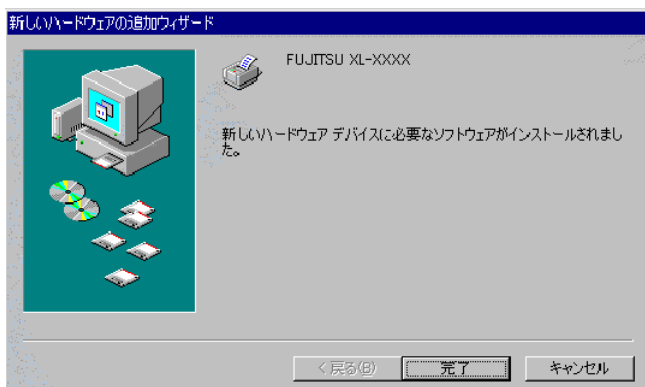 新しいハードウェアの追加ウィザード
FUJITSU XL-XXXX
新しいハードウェア デバイスに必要なソフトウェアがインストールされまし
た。
< 戻る(B)
完了
キャンセル